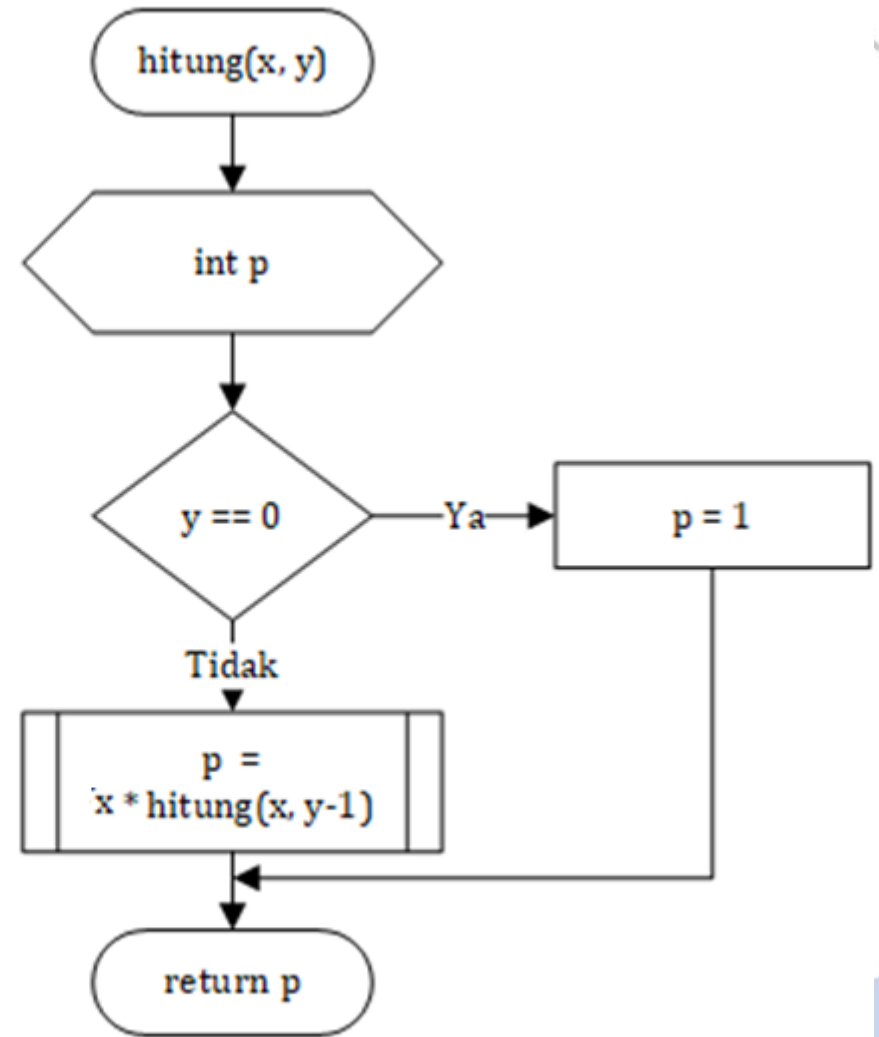 hitung(x, y)
int p
y == 0
Ya
p = 1
Tidak
p =
x * hitung(x, y-1)
return p